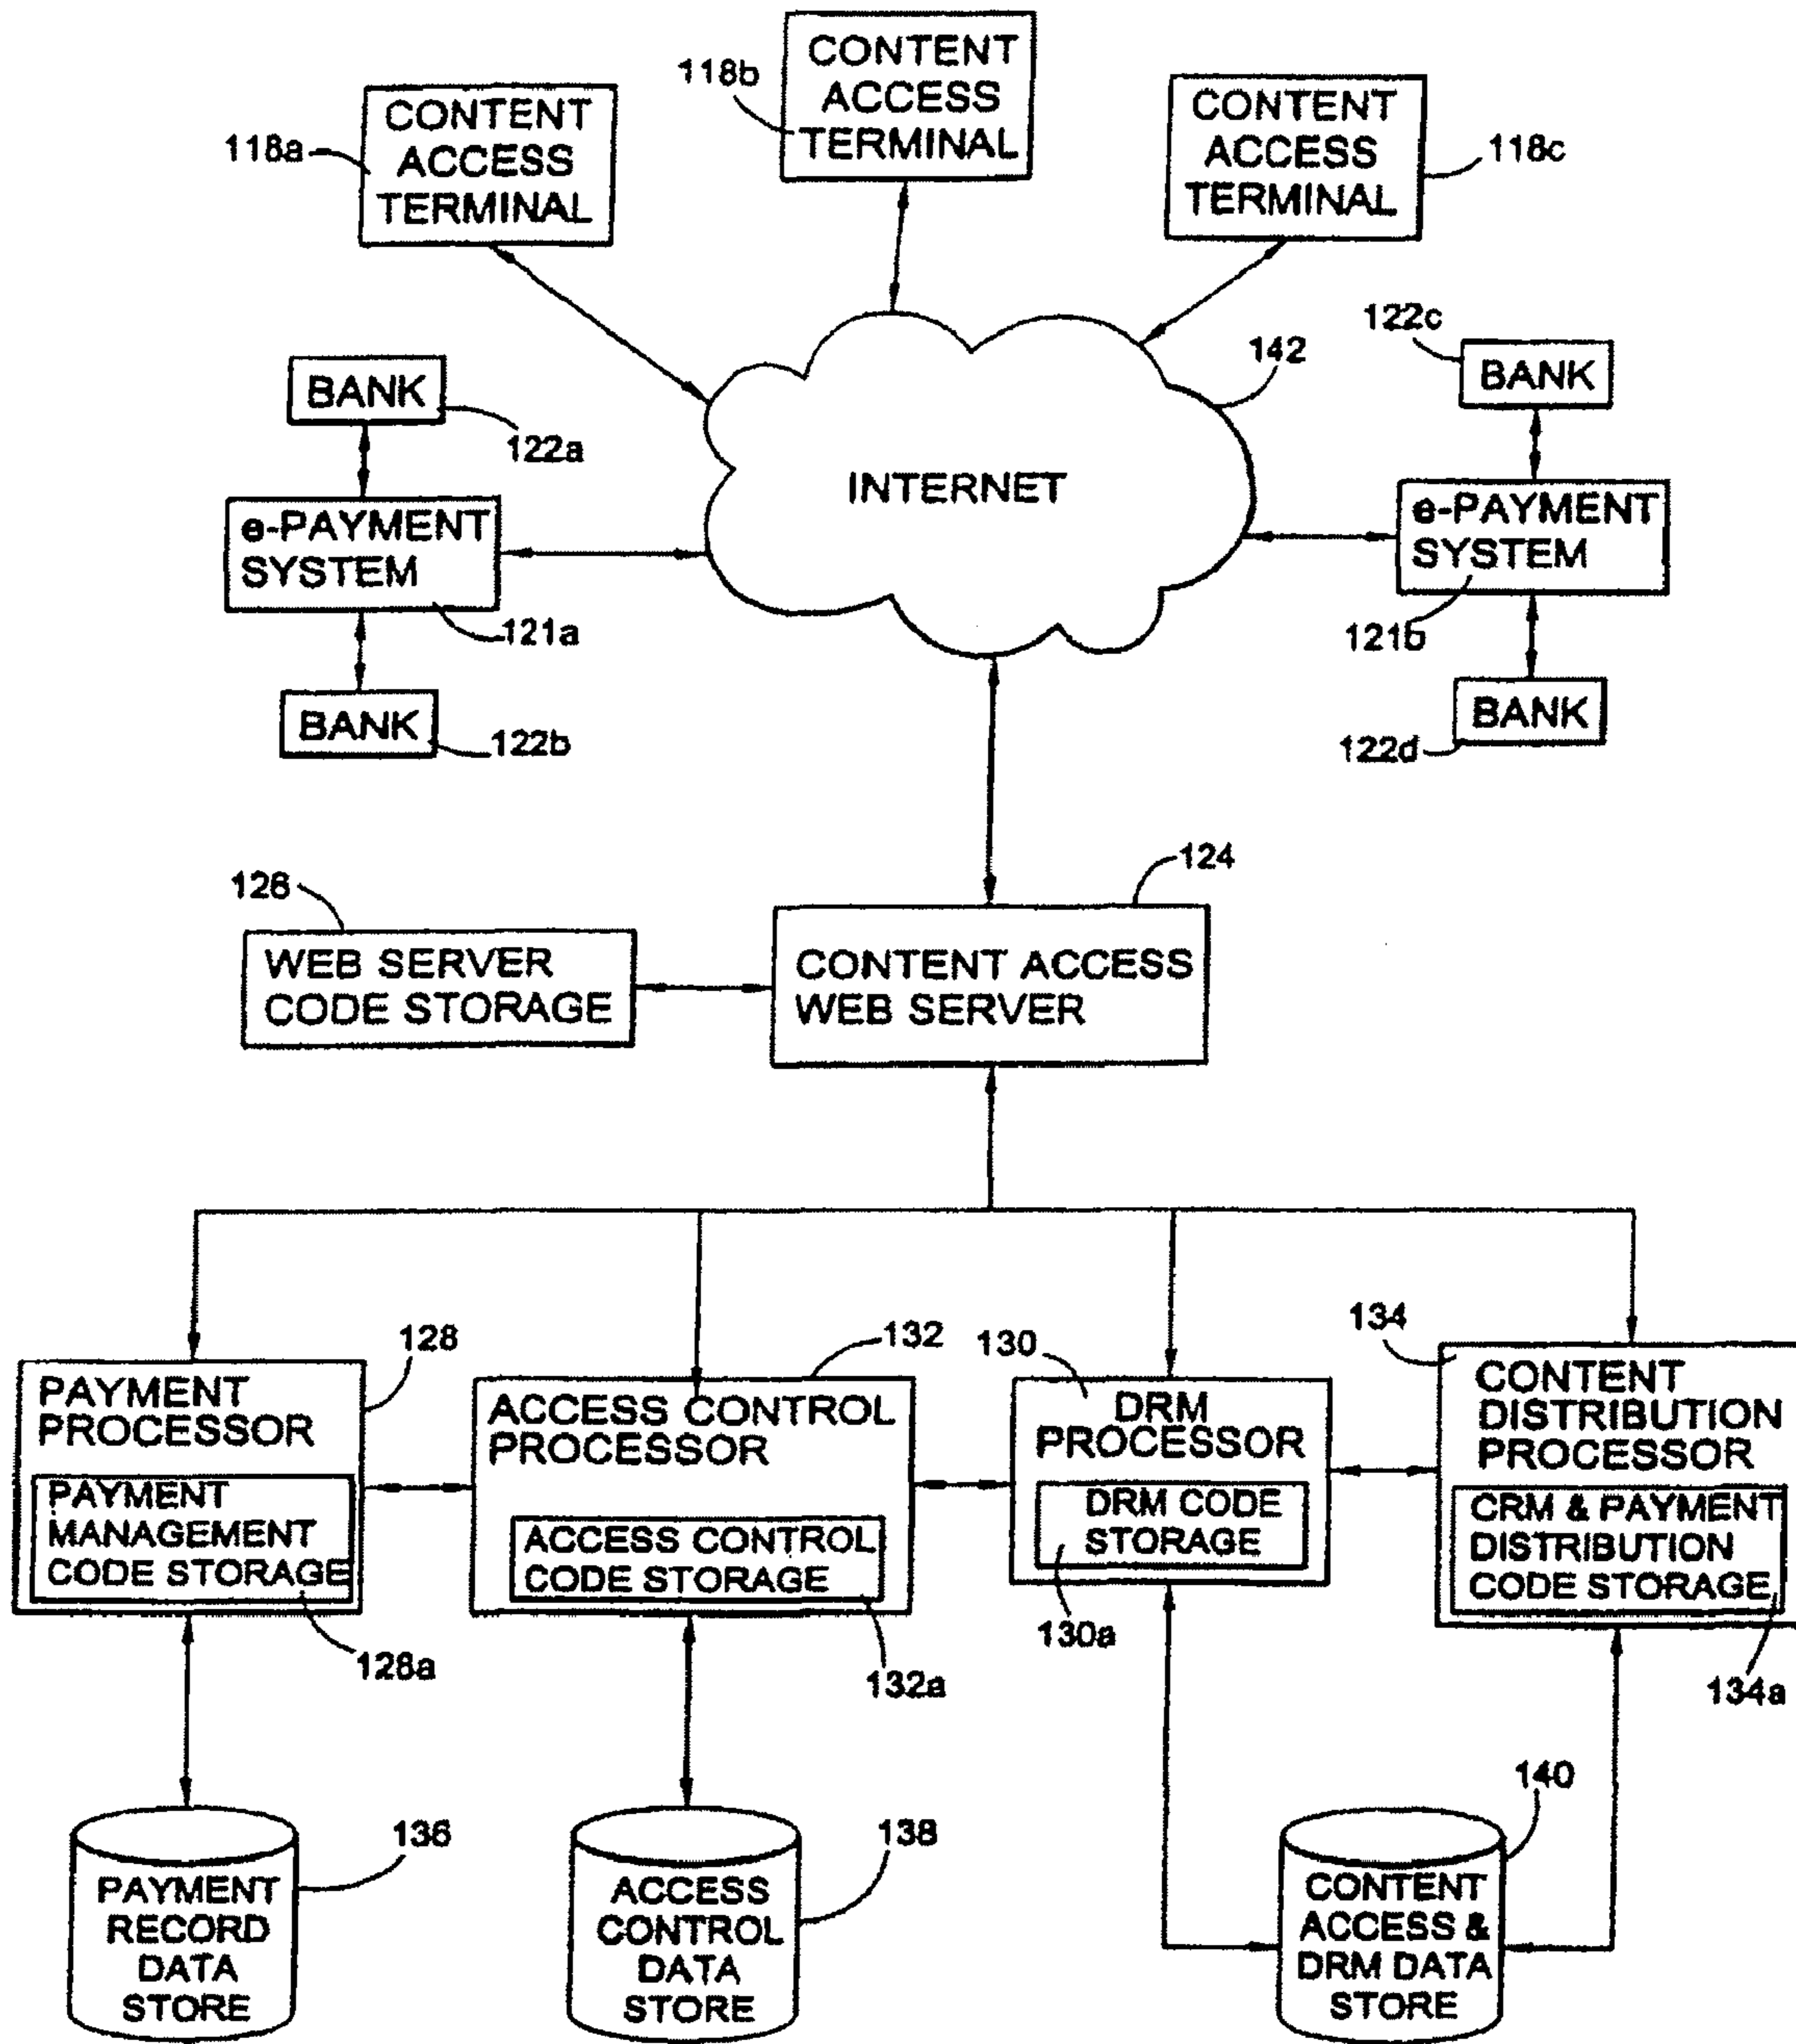 CONTENT
ACCESS
TERMINAL
118a
118b
CONTENT
ACCESS
TERMINAL
CONTENT
ACCESS
TERMINAL
118c
BANK
122a
e-PAYMENT
SYSTEM
121a
BANK
122b
INTERNET
142
122c
BANK
e-PAYMENT
SYSTEM
121b
BANK
122d
126
WEB SERVER
CODE STORAGE
124
CONTENT ACCESS
WEB SERVER
128
PAYMENT
PROCESSOR
PAYMENT
MANAGEMENT
CODE STORAGE
128a
132
ACCESS CONTROL
PROCESSOR
ACCESS CONTROL
CODE STORAGE
132a
130
DRM
PROCESSOR
DRM CODE
STORAGE
130a
134
CONTENT
DISTRIBUTION
PROCESSOR
CRM & PAYMENT
DISTRIBUTION
CODE STORAGE
134a
136
PAYMENT
RECORD
DATA
STORE
138
ACCESS
CONTROL
DATA
STORE
140
CONTENT
ACCESS &
DRM DATA
STORE